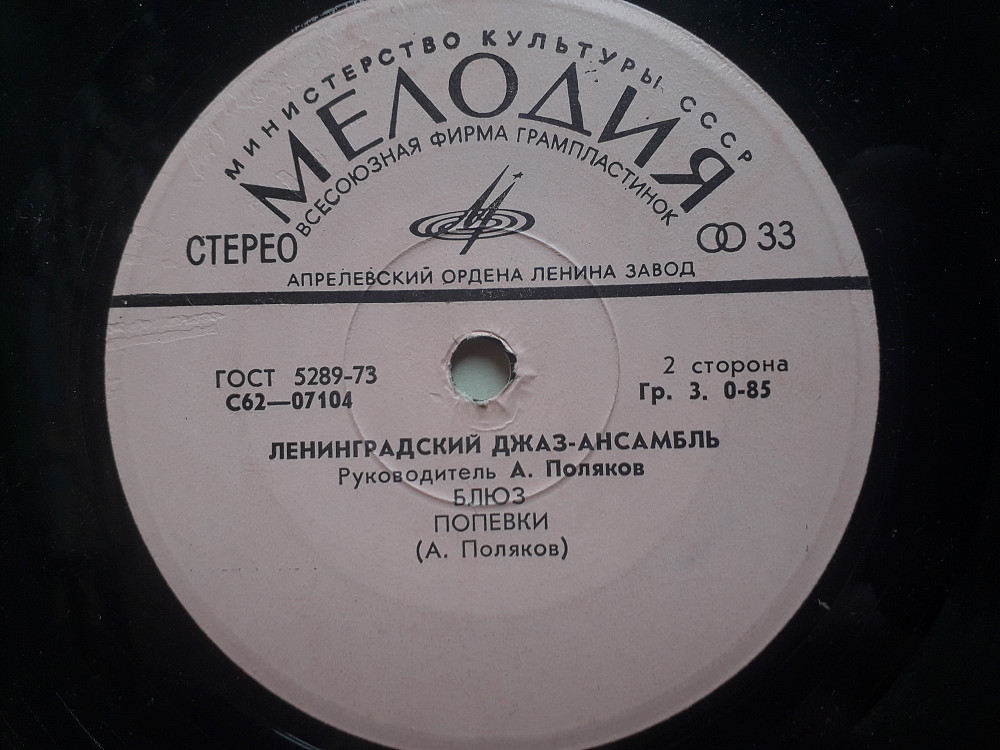 МИНИСТЕРСТВО КУЛЬТУРЫ СССР
МЕЛОДИЯ
ВСЕСОЮЗНАЯ ФИРМА ГРАМПЛАСТИНОК
СТЕРЕО
33
АПРЕЛЕВСКИЙ ОРДЕНА ЛЕНИНА ЗАВОД
ГОСТ 5289-73
2 сторона
С62—07104
Гр. 3. 0-85
ЛЕНИНГРАДСКИЙ ДЖАЗ-АНСАМБЛЬ
Руководитель А. Поляков
БЛЮЗ
ПОПЕВКИ
(А. Поляков)